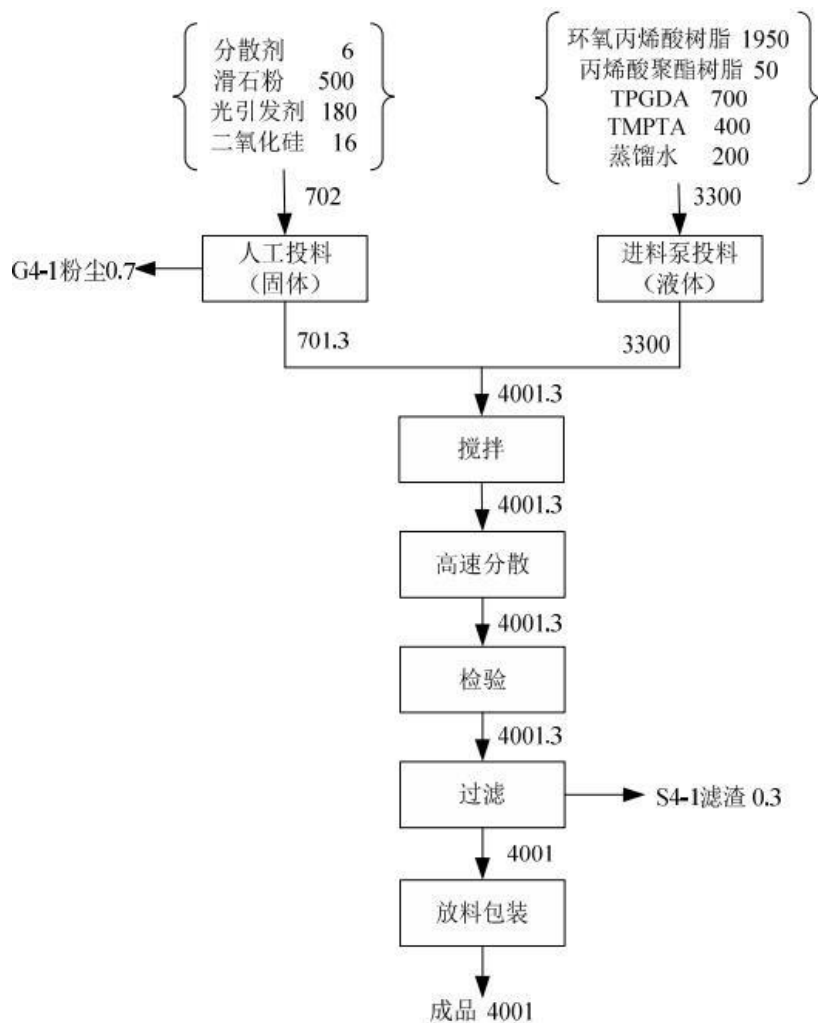 分散剂 6
滑石粉 500
光引发剂 180
二氧化硅 16
环氧丙烯酸树脂 1950
丙烯酸聚酯树脂 50
TPGDA 700
TMPTA 400
蒸馏水 200
702
3300
G4-1粉尘0.7
人工投料
(固体)
进料泵投料
(液体)
701.3
3300
4001.3
搅拌
4001.3
高速分散
4001.3
检验
4001.3
过滤
S4-1滤渣 0.3
4001
放料包装
成品 4001